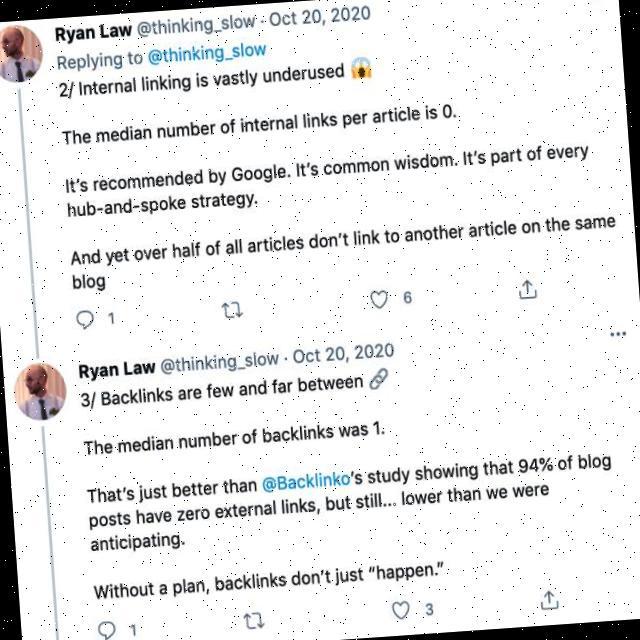 Ryan Law @thinking_slow · Oct 20, 2020
Replying to @thinking_slow
2/ Internal linking is vastly underused 😱
The median number of internal links per article is 0.
It's recommended by Google. It's common wisdom. It's part of every
hub-and-spoke strategy.
And yet over half of all articles don't link to another article on the same
blog
1 6
Ryan Law @thinking_slow · Oct 20, 2020
3/ Backlinks are few and far between 🔗
The median number of backlinks was 1.
That's just better than @Backlinko's study showing that 94% of blog
posts have zero external links, but still... lower than we were
anticipating.
Without a plan, backlinks don't just “happen.”
1 3